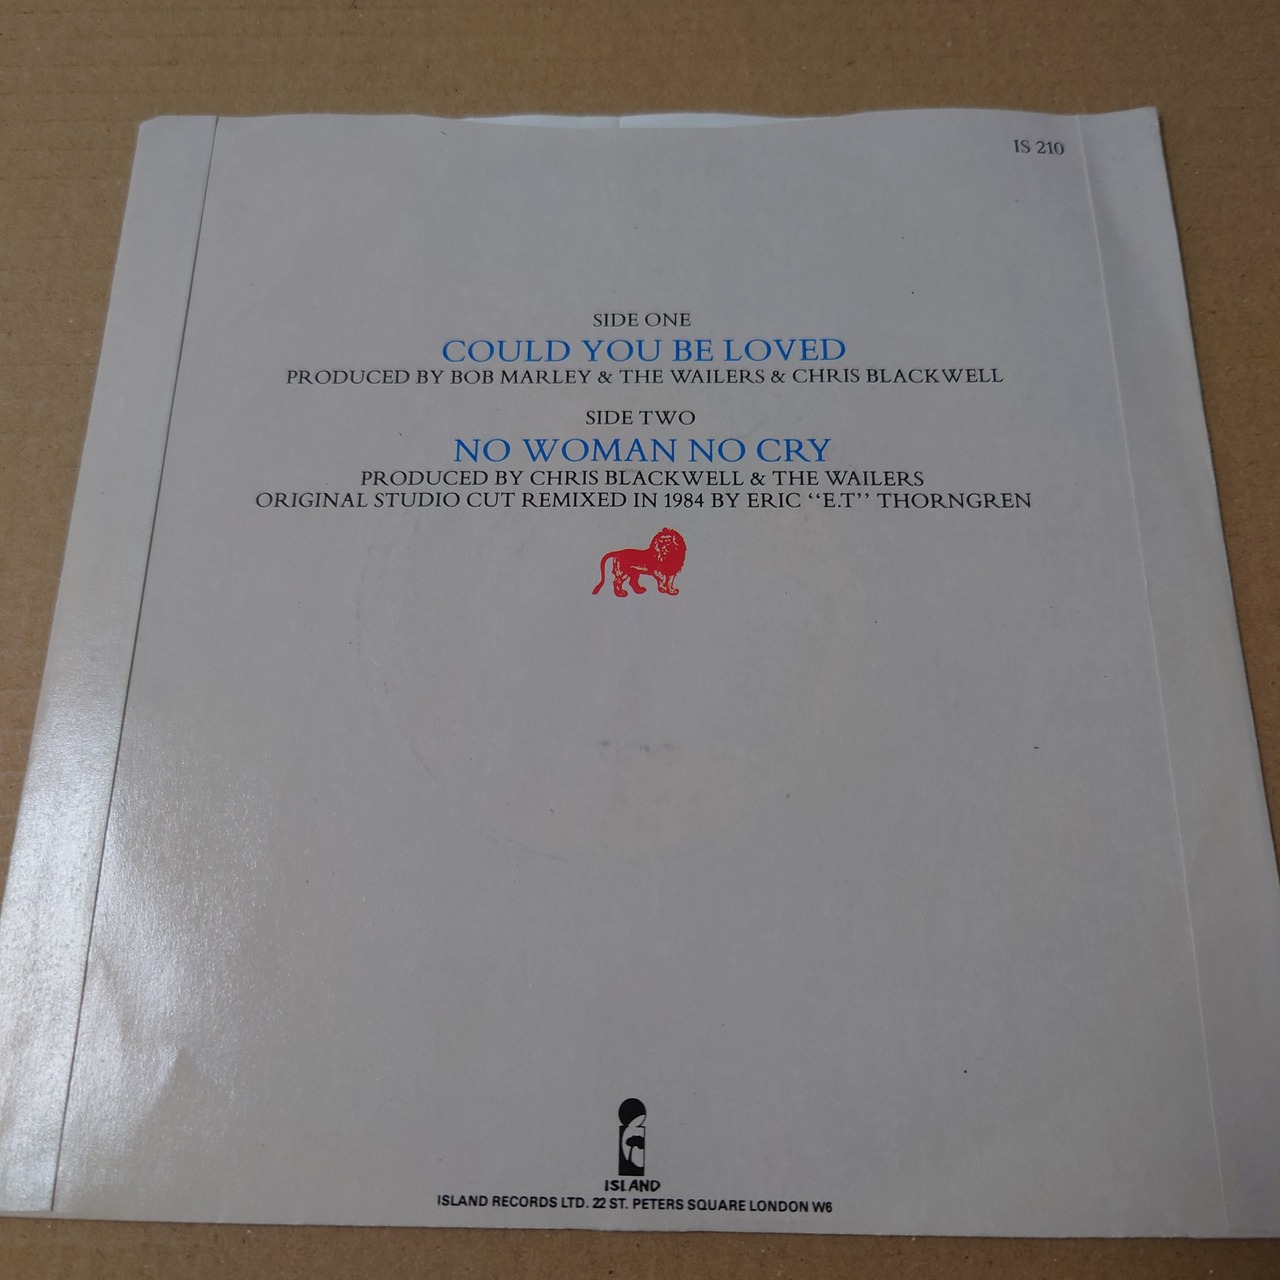 IS 210
SIDE ONE
COULD YOU BE LOVED
PRODUCED BY BOB MARLEY & THE WAILERS & CHRIS BLACKWELL
SIDE TWO
NO WOMAN NO CRY
PRODUCED BY CHRIS BLACKWELL & THE WAILERS
ORIGINAL STUDIO CUT REMIXED IN 1984 BY ERIC “E.T” THORNGREN
ISLAND
ISLAND RECORDS LTD. 22 ST. PETERS SQUARE LONDON W6